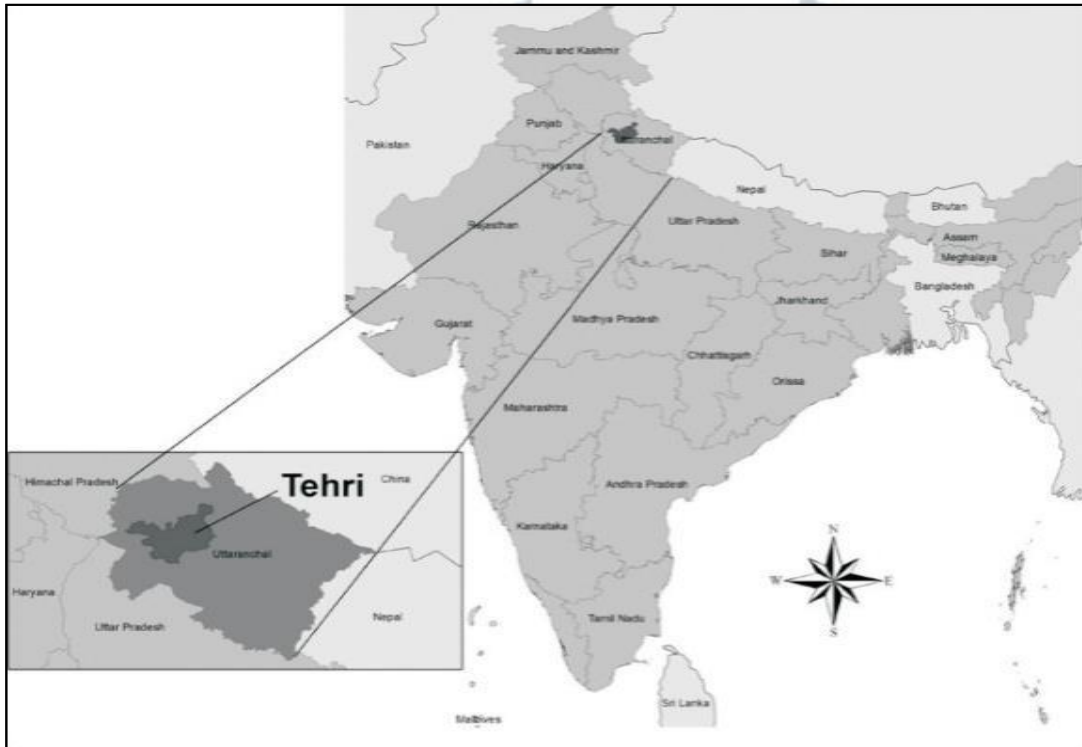 Jammu and Kashmir
Punjab
Pakistan
Uttaranchal
Haryana
Nepal
Bhutan
Rajasthan
Uttar Pradesh
Assam
Sihar
Meghalaya
Bangladesh
Jharkhand
Gujarat
Madhya Pradesh
Chhattagarh
Orissa
Maharashtra
Andhra Pradesh
Karnataka
Tamil Nadu
Sri Lanka
Maldives
N
W
E
S
Himachal Pradesh
Tehri
China
Uttaranchal
Haryana
Uttar Pradesh
Nepal